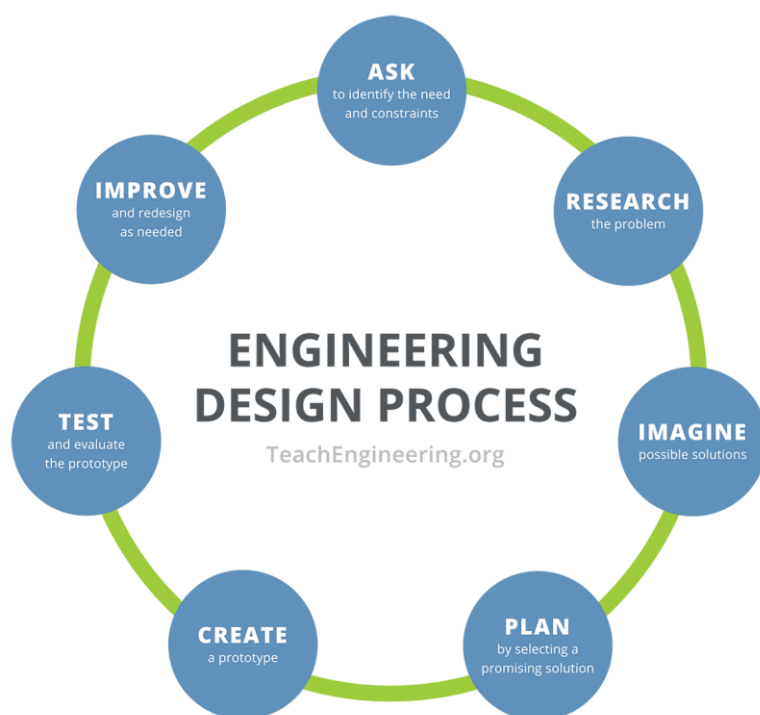 ASK
to identify the need
and constraints
RESEARCH
the problem
IMAGINE
possible solutions
PLAN
by selecting a
promising solution
CREATE
a prototype
TEST
and evaluate
the prototype
IMPROVE
and redesign
as needed
ENGINEERING
DESIGN PROCESS
TeachEngineering.org